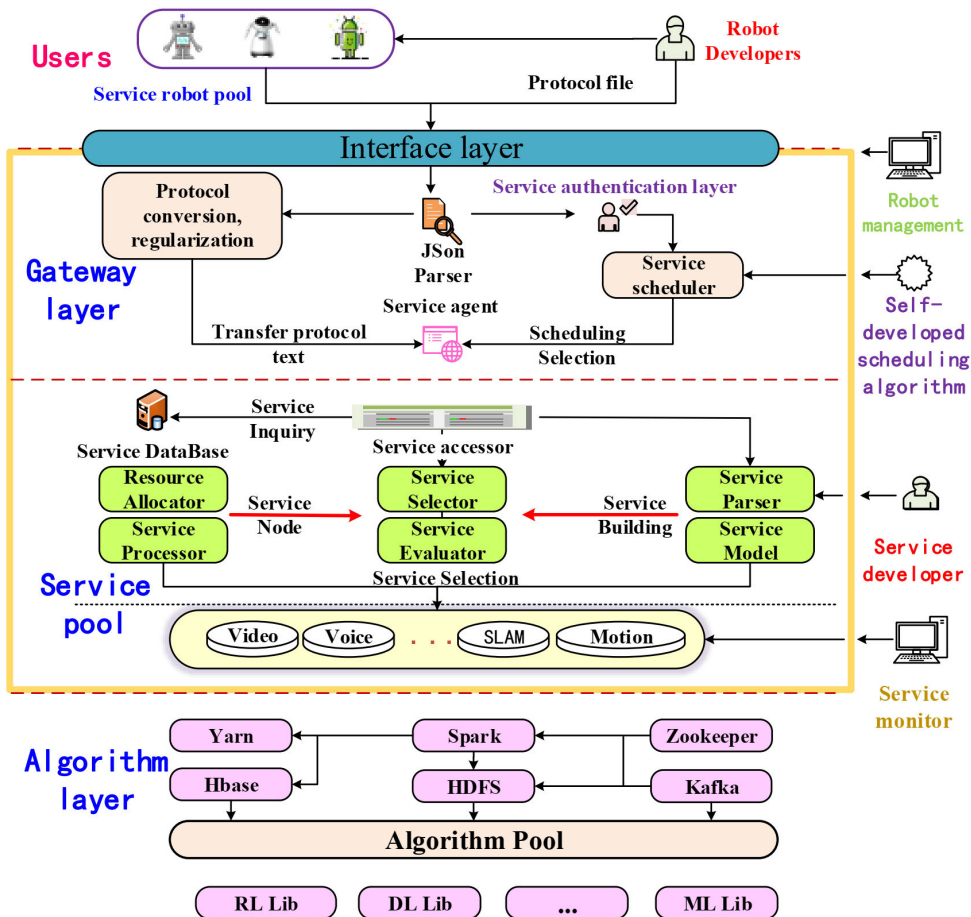 Users
Robot
Developers
Service robot pool
Protocol file
Interface layer
Protocol
conversion,
regularization
Service authentication layer
JSon
Parser
Robot
management
Gateway
layer
Service
scheduler
Service agent
Transfer protocol
text
Scheduling
Selection
Self-
developed
scheduling
algorithm
Service
Inquiry
Service DataBase
Service accessor
Resource
Allocator
Service
Processor
Service
Node
Service
Selector
Service
Evaluator
Service
Building
Service
Parser
Service
Model
Service
developer
Service
pool
Service Selection
Video
Voice
. . .
SLAM
Motion
Service
monitor
Algorithm
layer
Yarn
Spark
Zookeeper
Hbase
HDFS
Kafka
Algorithm Pool
RL Lib
DL Lib
...
ML Lib